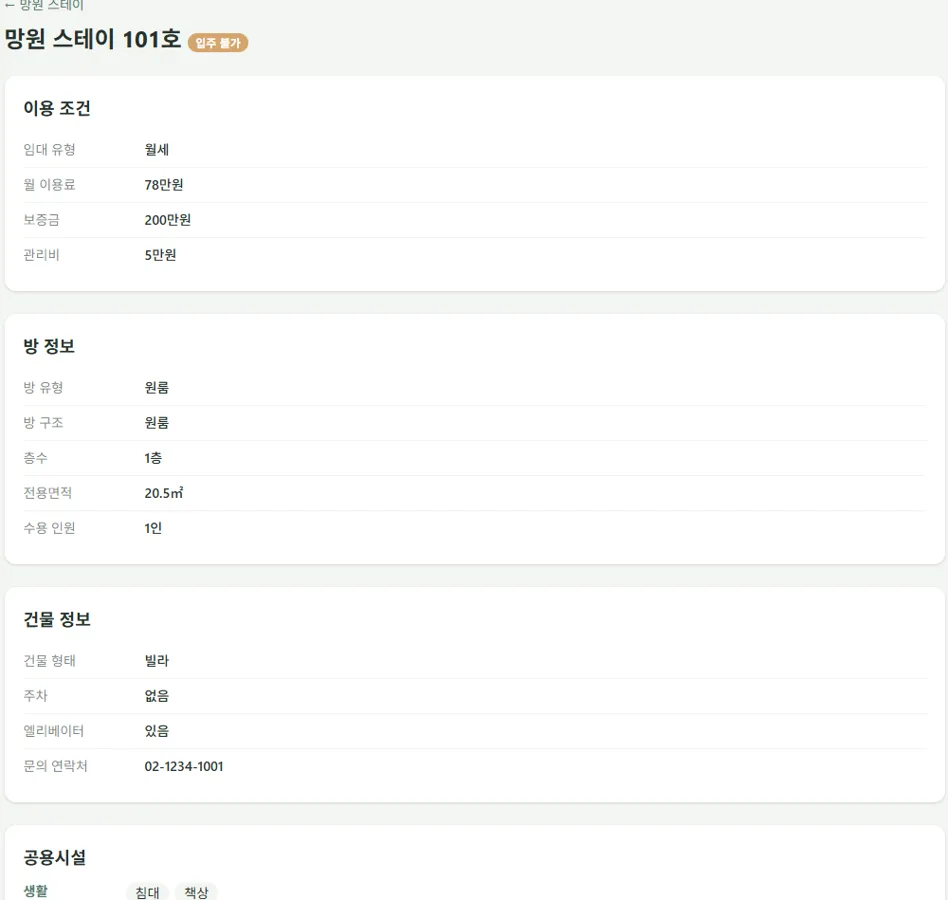 ← 망원 스테이
망원 스테이 101호 입주 불가
이용 조건
임대 유형 월세
월 이용료 78만원
보증금 200만원
관리비 5만원
방 정보
방 유형 원룸
방 구조 원룸
층수 1층
전용면적 20.5㎡
수용 인원 1인
건물 정보
건물 형태 빌라
주차 없음
엘리베이터 있음
문의 연락처 02-1234-1001
공용시설
생활 침대 책상